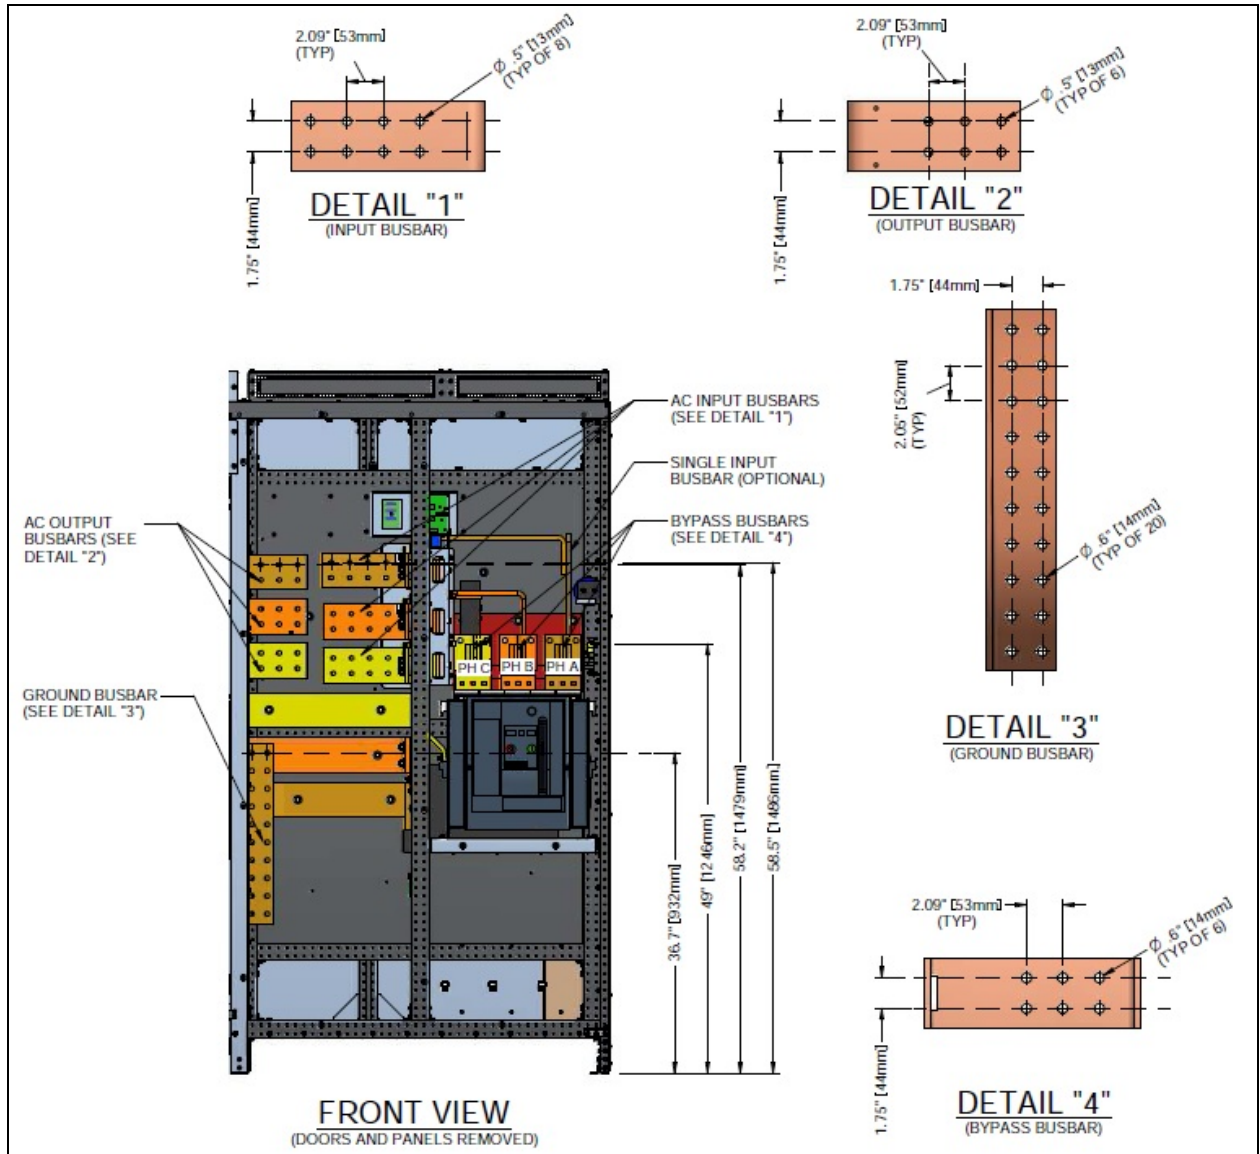 2.09" [53mm]
(TYP)
Ø .5" [13mm]
(TYP OF 8)
1.75" [44mm]
DETAIL "1"
(INPUT BUSBAR)
2.09" [53mm]
(TYP)
Ø .5" [13mm]
(TYP OF 6)
1.75" [44mm]
DETAIL "2"
(OUTPUT BUSBAR)
1.75" [44mm]
2.05" [52mm]
(TYP)
Ø .6" [14mm]
(TYP OF 20)
DETAIL "3"
(GROUND BUSBAR)
AC INPUT BUSBARS
(SEE DETAIL "1")
SINGLE INPUT
BUSBAR (OPTIONAL)
BYPASS BUSBARS
(SEE DETAIL "4")
AC OUTPUT
BUSBARS (SEE
DETAIL "2")
GROUND BUSBAR
(SEE DETAIL "3")
PH C
PH B
PH A
36.7" [932mm]
49" [1246mm]
58.2" [1479mm]
58.5" [1486mm]
FRONT VIEW
(DOORS AND PANELS REMOVED)
2.09" [53mm]
(TYP)
Ø .6" [14mm]
(TYP OF 6)
1.75" [44mm]
DETAIL "4"
(BYPASS BUSBAR)